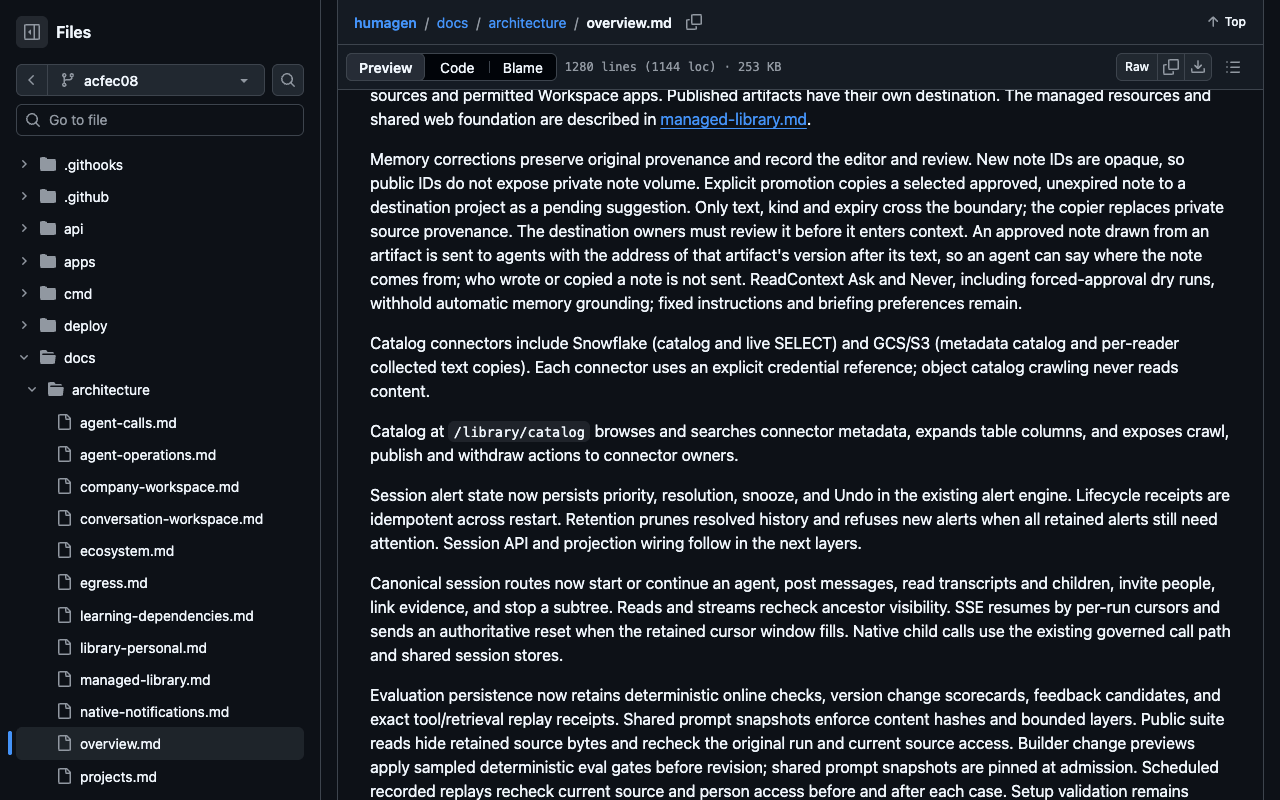 Files
acfec08
Go to file
.githooks
.github
api
apps
cmd
deploy
docs
architecture
agent-calls.md
agent-operations.md
company-workspace.md
conversation-workspace.md
ecosystem.md
egress.md
learning-dependencies.md
library-personal.md
managed-library.md
native-notifications.md
overview.md
projects.md
humagen / docs / architecture / overview.md
Top
Preview Code Blame 1280 lines (1144 loc) · 253 KB Raw
sources and permitted Workspace apps. Published artifacts have their own destination. The managed resources and
shared web foundation are described in managed-library.md.
Memory corrections preserve original provenance and record the editor and review. New note IDs are opaque, so
public IDs do not expose private note volume. Explicit promotion copies a selected approved, unexpired note to a
destination project as a pending suggestion. Only text, kind and expiry cross the boundary; the copier replaces private
source provenance. The destination owners must review it before it enters context. An approved note drawn from an
artifact is sent to agents with the address of that artifact's version after its text, so an agent can say where the note
comes from; who wrote or copied a note is not sent. ReadContext Ask and Never, including forced-approval dry runs,
withhold automatic memory grounding; fixed instructions and briefing preferences remain.
Catalog connectors include Snowflake (catalog and live SELECT) and GCS/S3 (metadata catalog and per-reader
collected text copies). Each connector uses an explicit credential reference; object catalog crawling never reads
content.
Catalog at /library/catalog browses and searches connector metadata, expands table columns, and exposes crawl,
publish and withdraw actions to connector owners.
Session alert state now persists priority, resolution, snooze, and Undo in the existing alert engine. Lifecycle receipts are
idempotent across restart. Retention prunes resolved history and refuses new alerts when all retained alerts still need
attention. Session API and projection wiring follow in the next layers.
Canonical session routes now start or continue an agent, post messages, read transcripts and children, invite people,
link evidence, and stop a subtree. Reads and streams recheck ancestor visibility. SSE resumes by per-run cursors and
sends an authoritative reset when the retained cursor window fills. Native child calls use the existing governed call path
and shared session stores.
Evaluation persistence now retains deterministic online checks, version change scorecards, feedback candidates, and
exact tool/retrieval replay receipts. Shared prompt snapshots enforce content hashes and bounded layers. Public suite
reads hide retained source bytes and recheck the original run and current source access. Builder change previews
apply sampled deterministic eval gates before revision; shared prompt snapshots are pinned at admission. Scheduled
recorded replays recheck current source and person access before and after each case. Setup validation remains